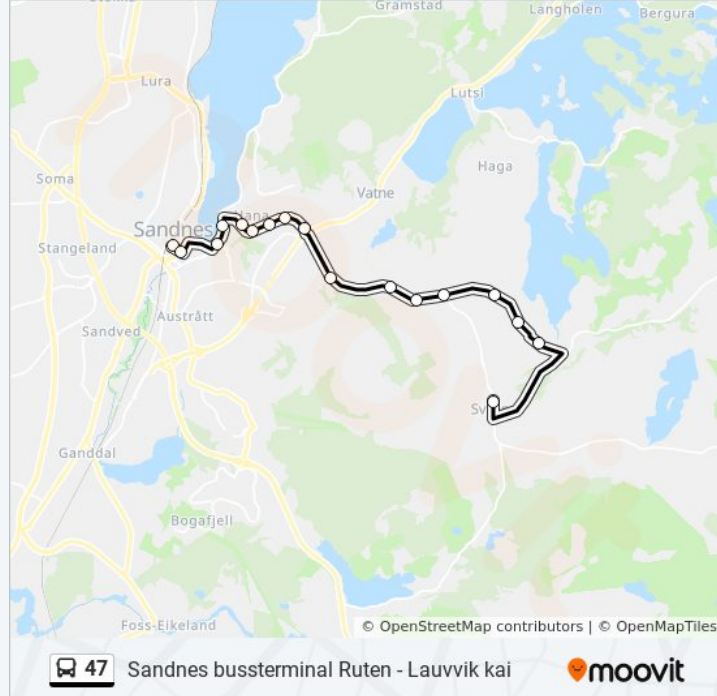 Gramstad
Langholen
Bergura
Lura
Lutsi
Soma
Haga
Vatne
Sandnes
Stangeland
Austrått
Sandved
Ganddal
Bogafjell
Foss-Eikeland
© OpenStreetMap contributors | © OpenMapTiles
47 Sandnes bussterminal Ruten - Lauvvik kai moovit